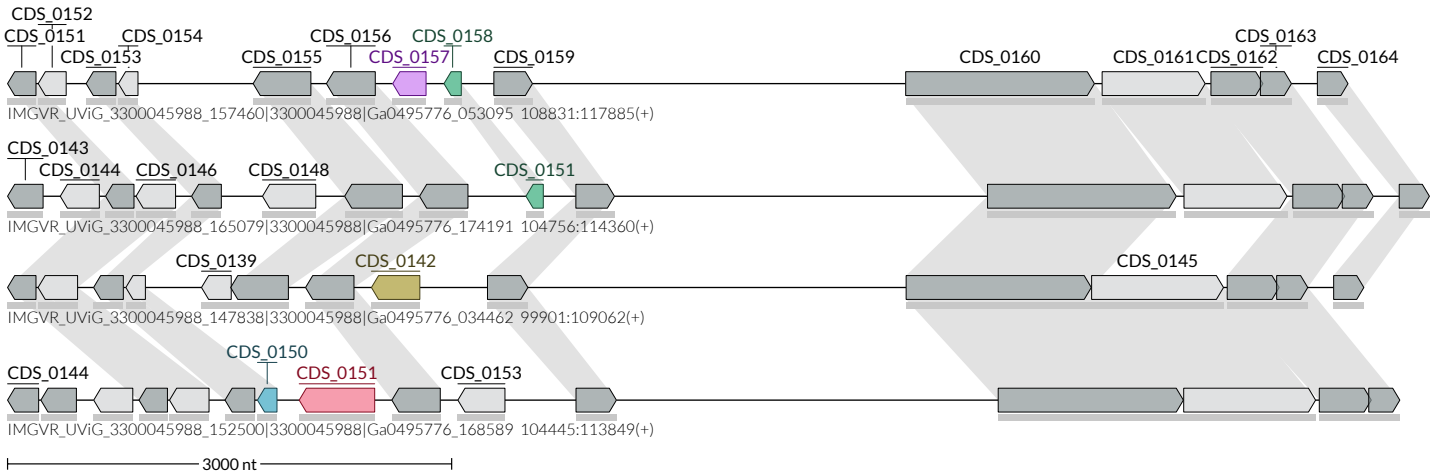 CDS_0152
CDS_0151 CDS_0154 CDS_0156 CDS_0158 CDS_0163
CDS_0153 CDS_0155 CDS_0157 CDS_0159 CDS_0160 CDS_0161 CDS_0162 CDS_0164
IMGVR_UViG_3300045988_157460|3300045988|Ga0495776_053095 108831:117885(+)
CDS_0143
CDS_0144 CDS_0146 CDS_0148 CDS_0151
IMGVR_UViG_3300045988_165079|3300045988|Ga0495776_174191 104756:114360(+)
CDS_0139 CDS_0142 CDS_0145
IMGVR_UViG_3300045988_147838|3300045988|Ga0495776_034462 99901:109062(+)
CDS_0150
CDS_0144 CDS_0151 CDS_0153
IMGVR_UViG_3300045988_152500|3300045988|Ga0495776_168589 104445:113849(+)
3000 nt